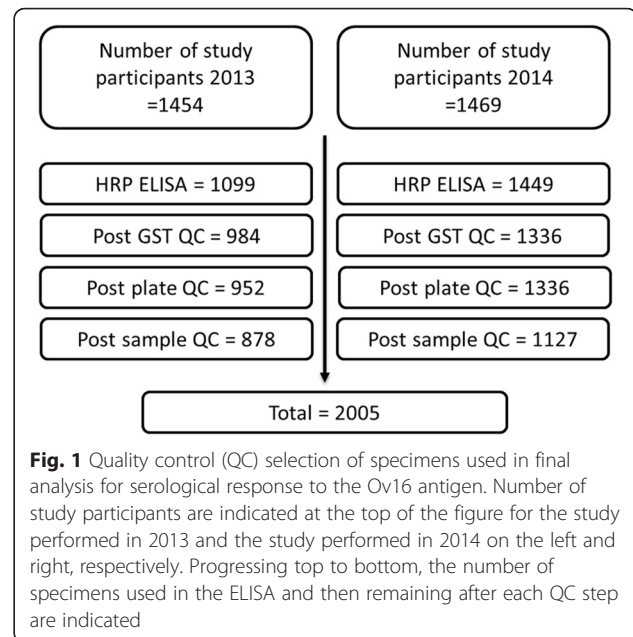 Number of study
participants 2013
=1454
Number of study
participants 2014
=1469
HRP ELISA = 1099
HRP ELISA = 1449
Post GST QC = 984
Post GST QC = 1336
Post plate QC = 952
Post plate QC = 1336
Post sample QC = 878
Post sample QC = 1127
Total = 2005
Fig. 1 Quality control (QC) selection of specimens used in final
analysis for serological response to the Ov16 antigen. Number of
study participants are indicated at the top of the figure for the study
performed in 2013 and the study performed in 2014 on the left and
right, respectively. Progressing top to bottom, the number of
specimens used in the ELISA and then remaining after each QC step
are indicated